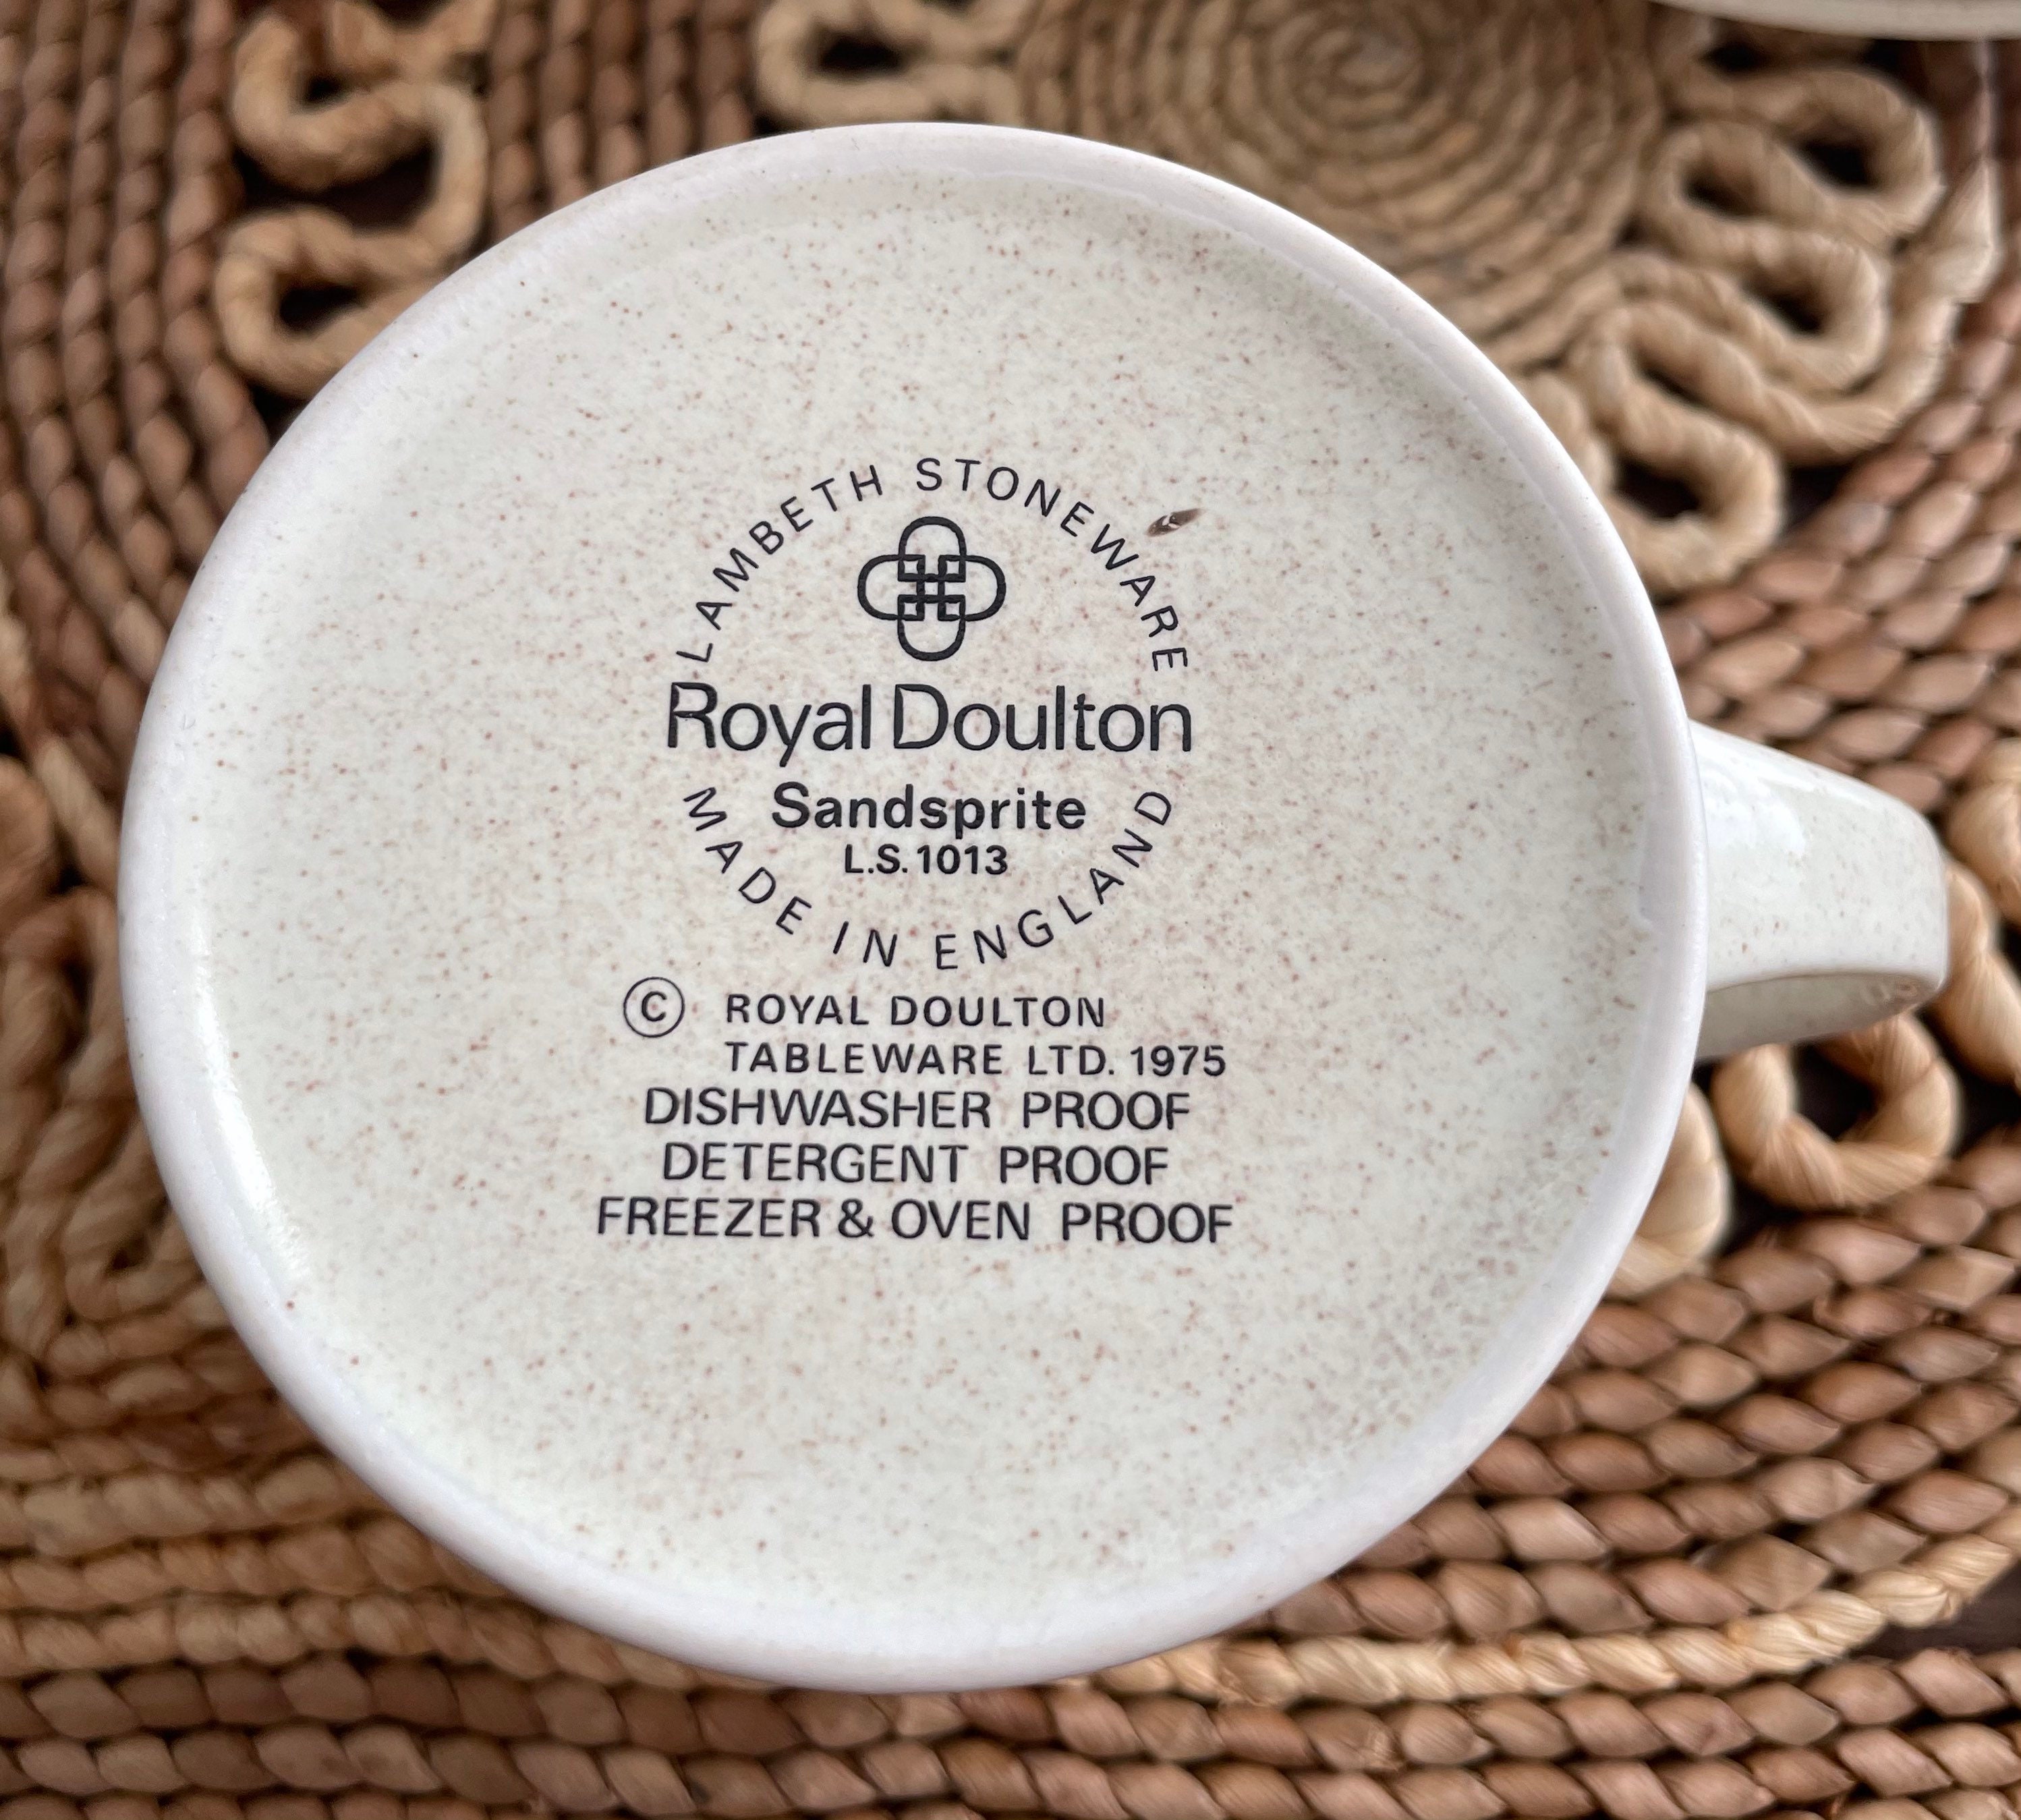 LAMBETH STONEWARE
Royal Doulton
Sandsprite
L.S. 1013
MADE IN ENGLAND
© ROYAL DOULTON
TABLEWARE LTD. 1975
DISHWASHER PROOF
DETERGENT PROOF
FREEZER & OVEN PROOF